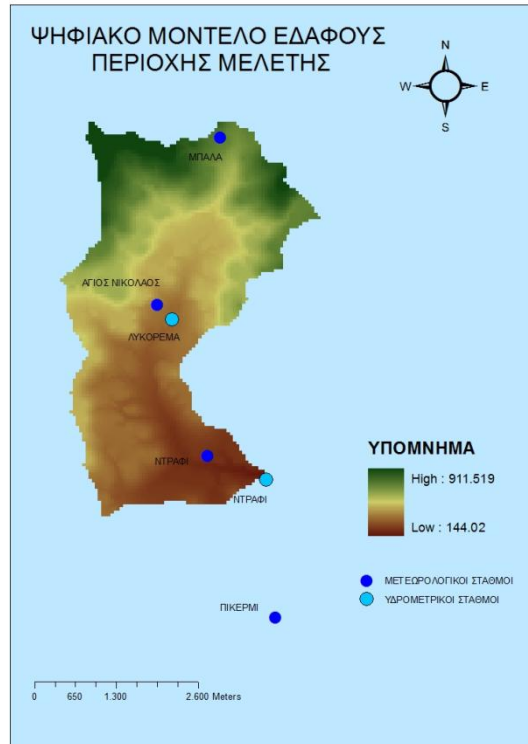 ΨΗΦΙΑΚΟ ΜΟΝΤΕΛΟ ΕΔΑΦΟΥΣ
ΠΕΡΙΟΧΗΣ ΜΕΛΕΤΗΣ
N
W E
S
ΜΠΑΛΑ
ΑΓΙΟΣ ΝΙΚΟΛΑΟΣ
ΛΥΚΟΡΕΜΑ
ΝΤΡΑΦΙ
ΝΤΡΑΦΙ
ΠΙΚΕΡΜΙ
ΥΠΟΜΝΗΜΑ
High : 911.519
Low : 144.02
ΜΕΤΕΩΡΟΛΟΓΙΚΟΙ ΣΤΑΘΜΟΙ
ΥΔΡΟΜΕΤΡΙΚΟΙ ΣΤΑΘΜΟΙ
0 650 1.300 2.600 Meters